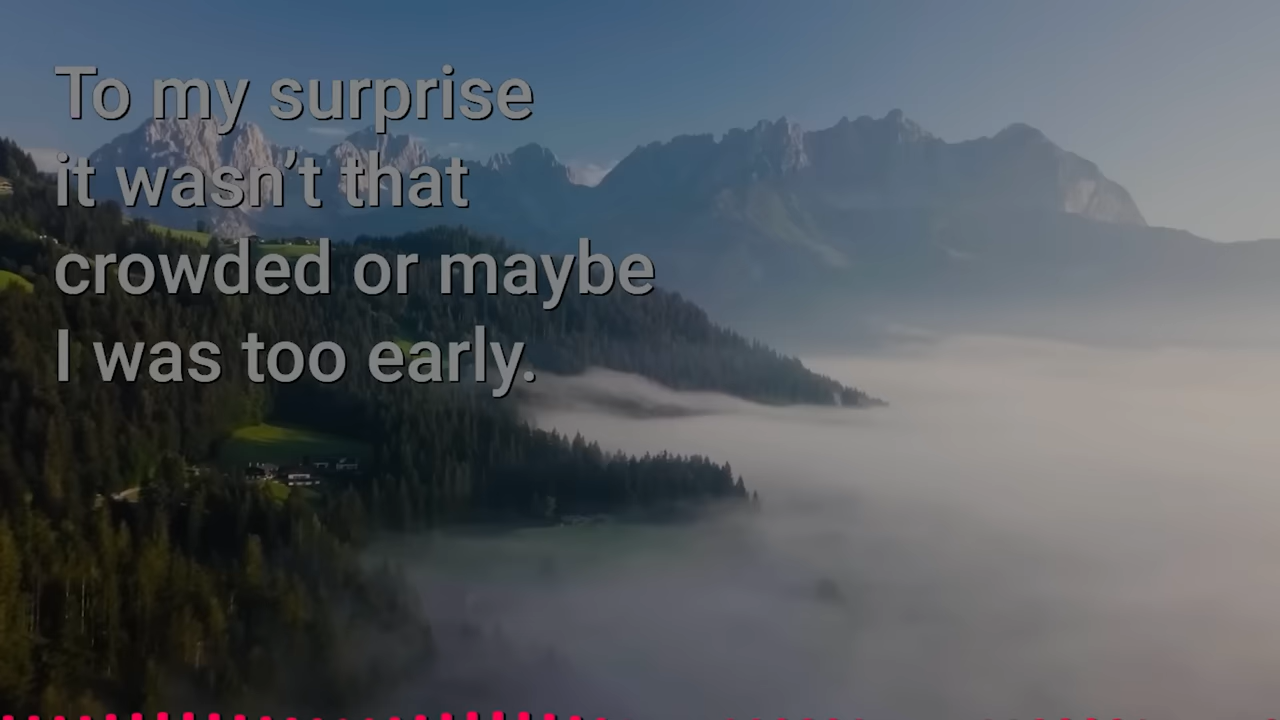 To my surprise
it wasn’t that
crowded or maybe
I was too early.